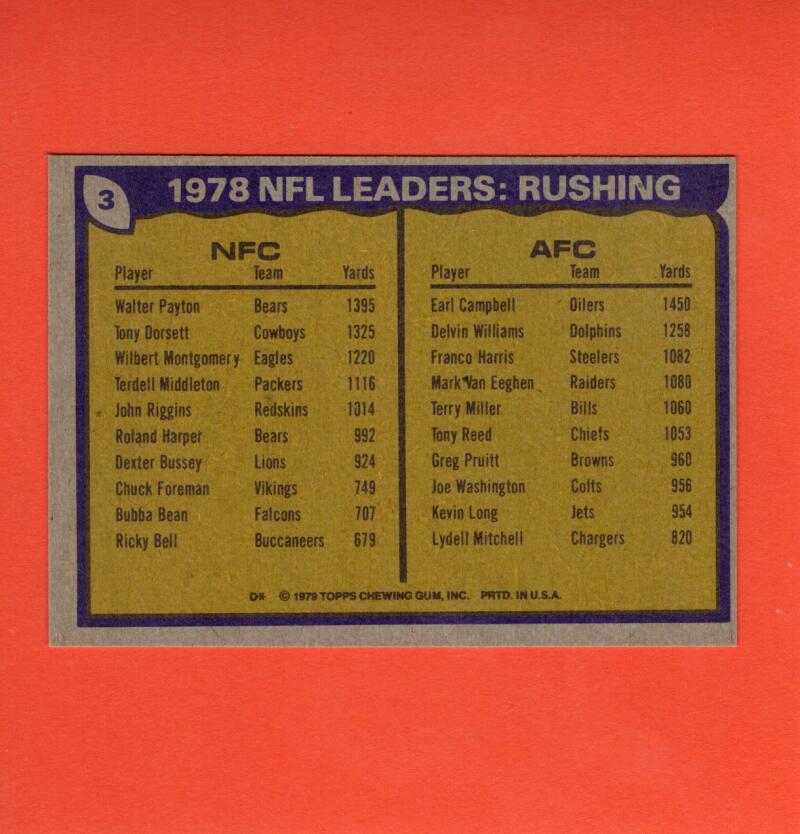 3
1978 NFL LEADERS: RUSHING
NFC
Player Team Yards
Walter Payton Bears 1395
Tony Dorsett Cowboys 1325
Wilbert Montgomery Eagles 1220
Terdell Middleton Packers 1116
John Riggins Redskins 1014
Roland Harper Bears 992
Dexter Bussey Lions 924
Chuck Foreman Vikings 749
Bubba Bean Falcons 707
Ricky Bell Buccaneers 679
AFC
Player Team Yards
Earl Campbell Oilers 1450
Delvin Williams Dolphins 1258
Franco Harris Steelers 1082
Mark Van Eeghen Raiders 1080
Terry Miller Bills 1060
Tony Reed Chiefs 1053
Greg Pruitt Browns 960
Joe Washington Colts 956
Kevin Long Jets 954
Lydell Mitchell Chargers 820
D* © 1979 TOPPS CHEWING GUM, INC. PRTD. IN U.S.A.